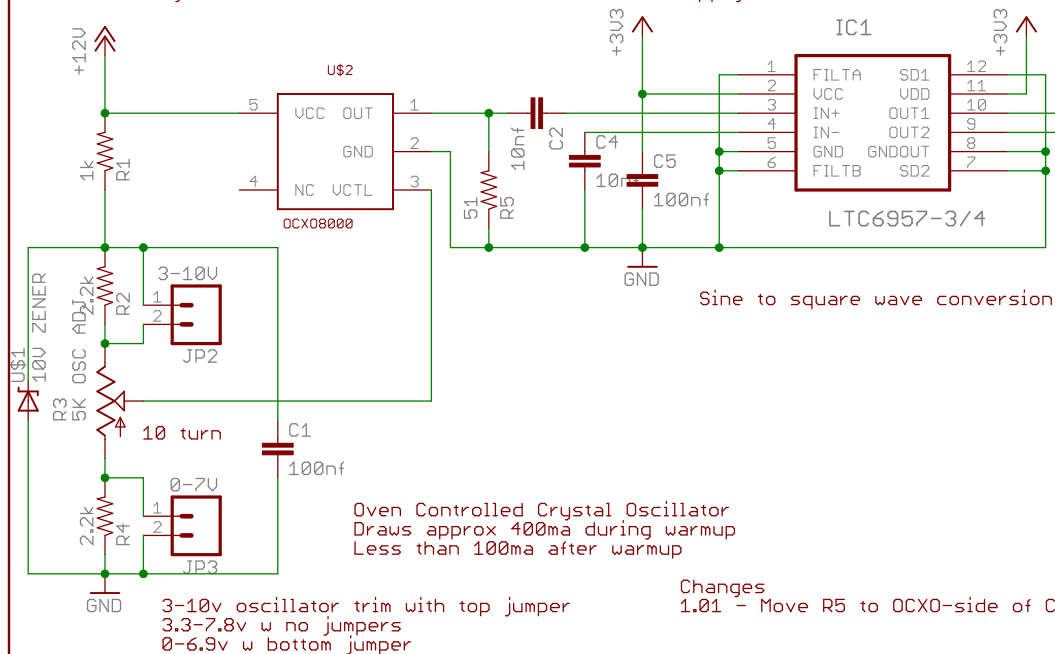 +12V
+3V3
+3V3
IC1
U$2
1k
R1
5 VCC OUT 1
GND 2
4 NC VCTL 3
OCXO8000
51
R5
10nf
C2
C4
C5
100nf
1 FILTA SD1 12
2 VCC VDD 11
3 IN+ OUT1 10
4 IN- OUT2 9
5 GND GNDOUT 8
6 FILTB SD2 7
LTC6957-3/4
GND
Sine to square wave conversion
U$1
10V ZENER
2.2k
R2
3-10V
1
2
JP2
R3
5K OSC ADJ
10 turn
C1
100nf
2.2k
R4
0-7V
1
2
JP3
GND
Oven Controlled Crystal Oscillator
Draws approx 400ma during warmup
Less than 100ma after warmup
3-10v oscillator trim with top jumper
3.3-7.8v w no jumpers
0-6.9v w bottom jumper
Changes
1.01 - Move R5 to OCXO-side of C